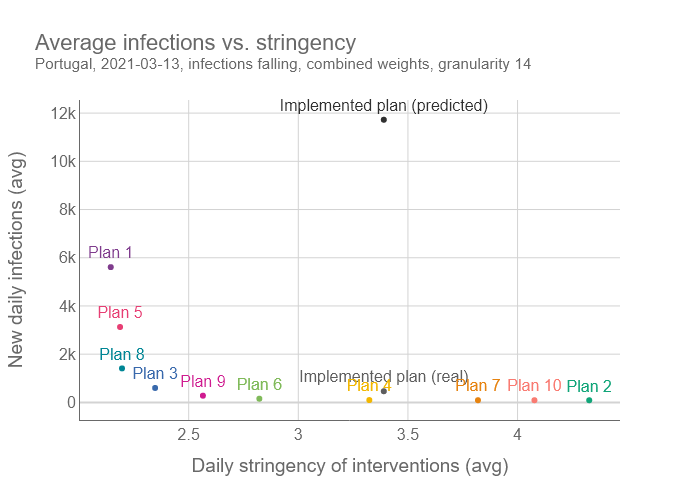 Average infections vs. stringency
Portugal, 2021-03-13, infections falling, combined weights, granularity 14
Implemented plan (predicted)
12k
10k
8k
6k
4k
2k
0
New daily infections (avg)
Plan 1
Plan 5
Plan 8
Plan 3
Plan 9
Plan 6
Implemented plan (real)
Plan 4
Plan 7
Plan 10
Plan 2
2.5
3
3.5
4
Daily stringency of interventions (avg)